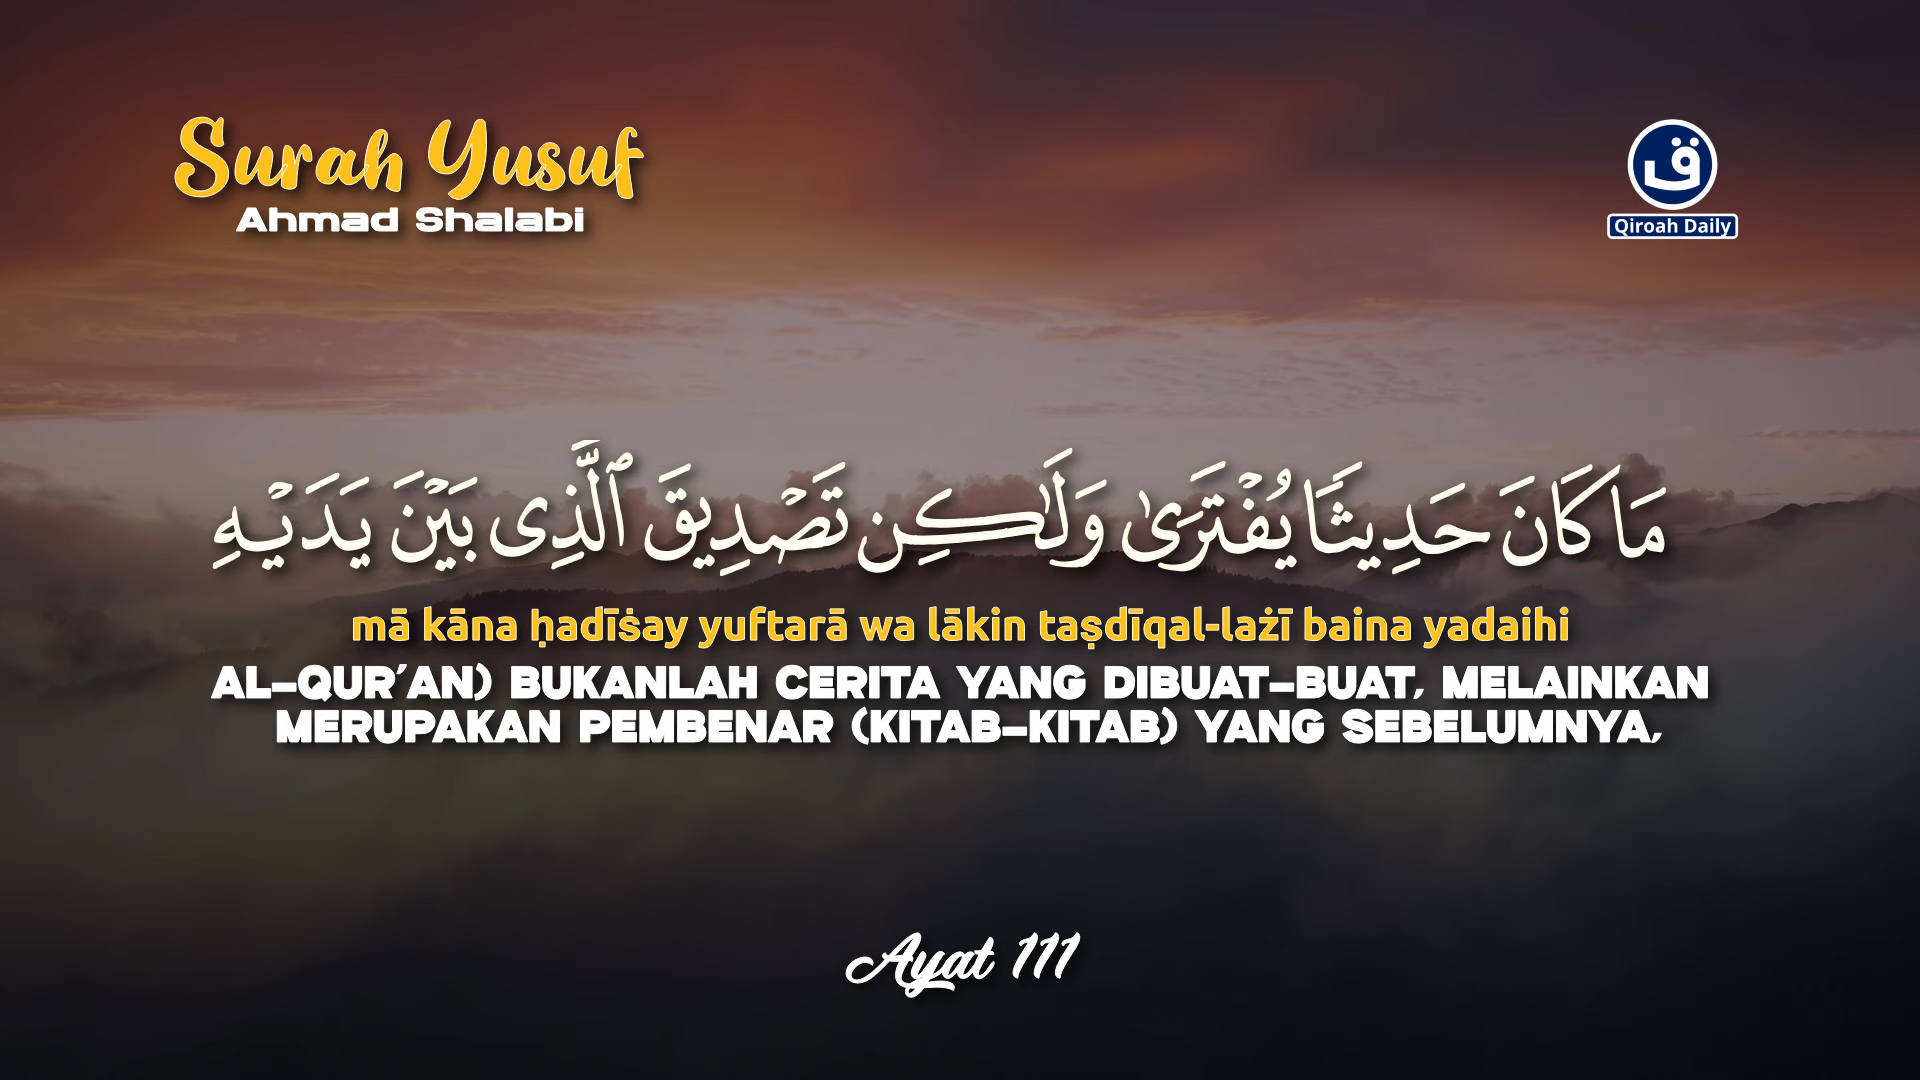 Surah Yusuf
Ahmad Shalabi
ق
Qiroah Daily
مَا كَانَ حَدِيثًا يُفْتَرَىٰ وَلَٰكِن تَصْدِيقَ ٱلَّذِى بَيْنَ يَدَيْهِ
mā kāna ḥadīṡay yuftarā wa lākin taṣdīqal-lażī baina yadaihi
AL-QUR'AN) BUKANLAH CERITA YANG DIBUAT-BUAT, MELAINKAN
MERUPAKAN PEMBENAR (KITAB-KITAB) YANG SEBELUMNYA,
Ayat 111